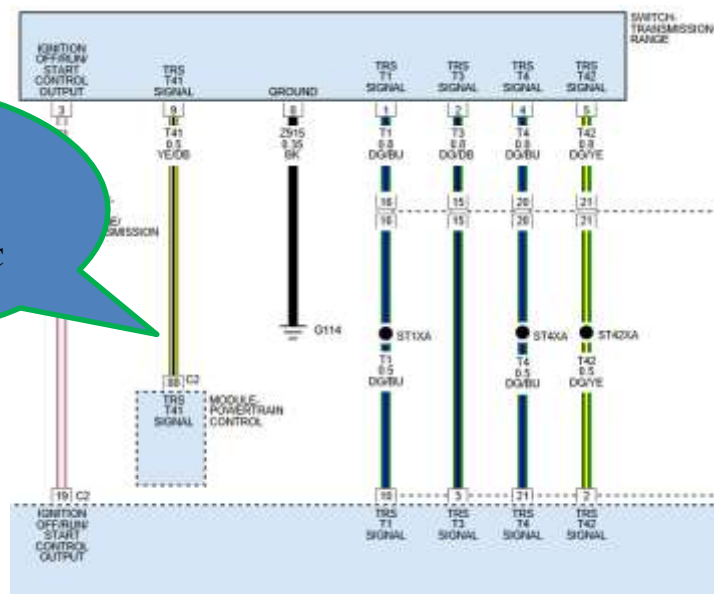 SWITCH-
TRANSMISSION
RANGE
IGNITION
OFF/RUN/
START
CONTROL
OUTPUT
TRS
T41
SIGNAL
GROUND
TRS
T1
SIGNAL
TRS
T3
SIGNAL
TRS
T4
SIGNAL
TRS
T42
SIGNAL
3 9 8 1 2 4 5
T41
0.5
YE/DB
Z915
0.35
BK
T1
0.8
DG/BU
T3
0.8
DG/DB
T4
0.8
DG/BU
T42
0.8
DG/YE
16 15 20 21
16 15 20 21
C
G114
ST1XA
ST4XA
ST42XA
T1
0.5
DG/BU
T4
0.5
DG/BU
T42
0.5
DG/YE
C2
TRS
T41
SIGNAL
MODULE-
POWERTRAIN
CONTROL
19 C2
10 3 21 2
IGNITION
OFF/RUN/
START
CONTROL
OUTPUT
TRS
T1
SIGNAL
TRS
T3
SIGNAL
TRS
T4
SIGNAL
TRS
T42
SIGNAL